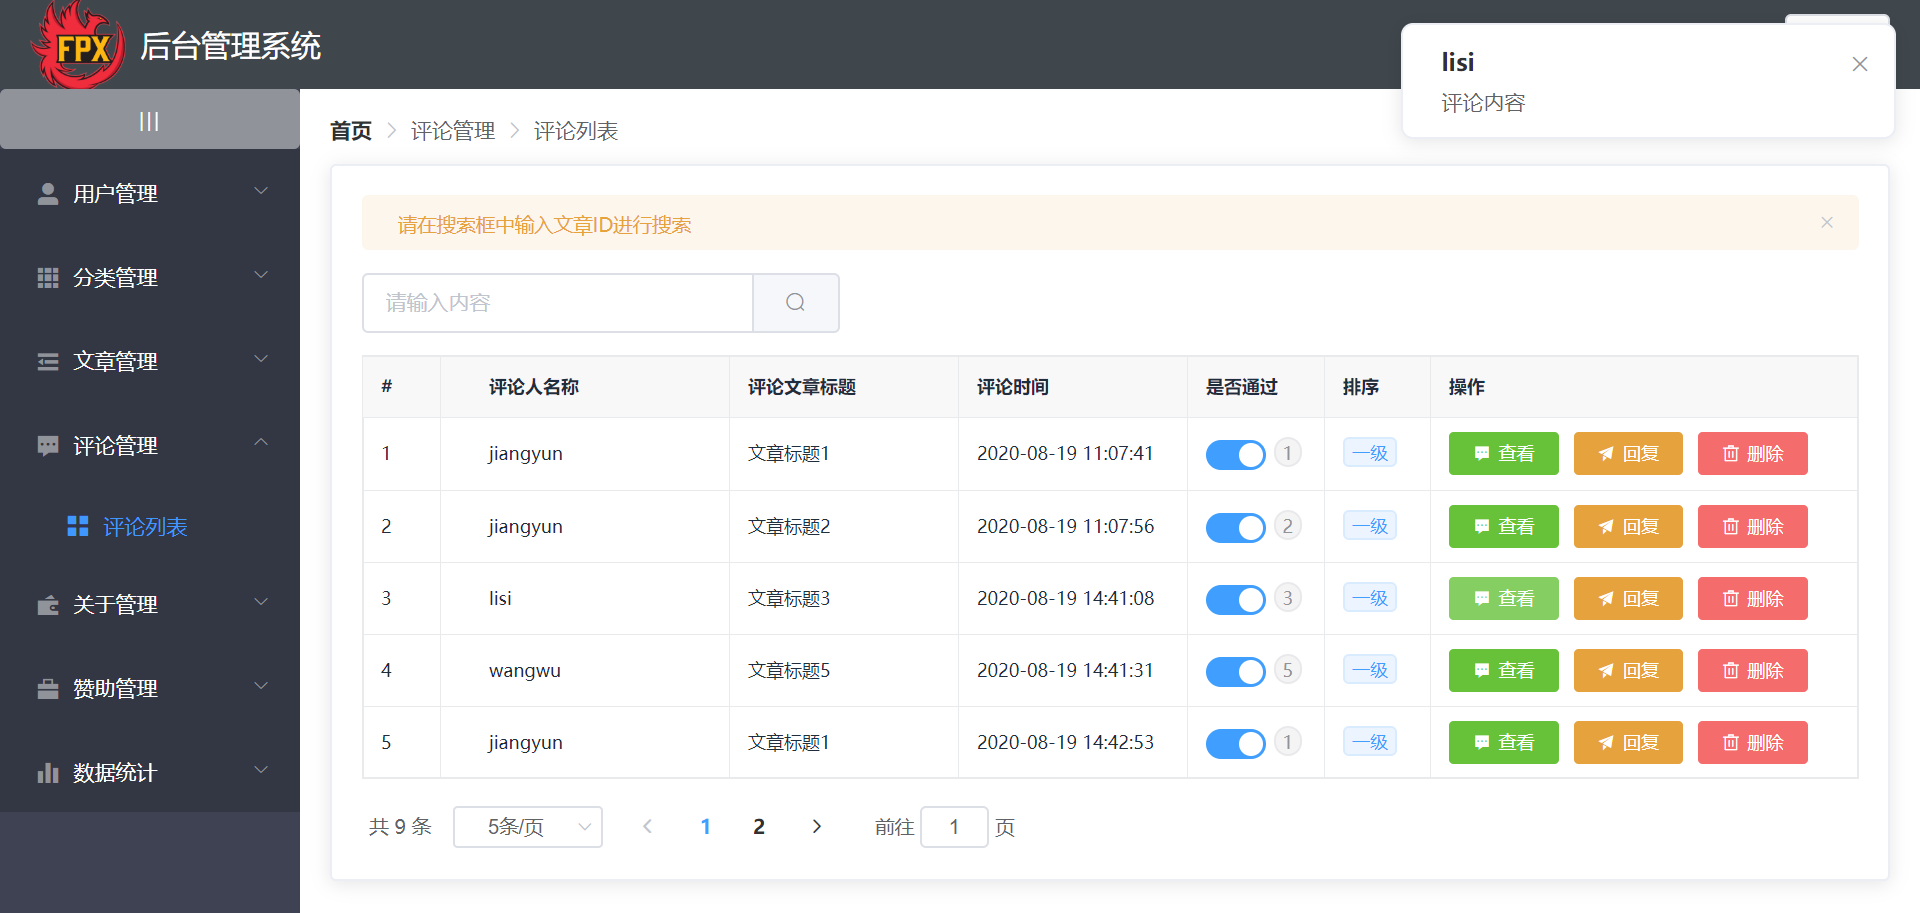 FPX 后台管理系统
lisi
评论内容
|||
首页 > 评论管理 > 评论列表
用户管理
分类管理
文章管理
评论管理
评论列表
关于管理
赞助管理
数据统计
请在搜索框中输入文章ID进行搜索
请输入内容
# 评论人名称 评论文章标题 评论时间 是否通过 排序 操作
1 jiangyun 文章标题1 2020-08-19 11:07:41 1 一级 查看 回复 删除
2 jiangyun 文章标题2 2020-08-19 11:07:56 2 一级 查看 回复 删除
3 lisi 文章标题3 2020-08-19 14:41:08 3 一级 查看 回复 删除
4 wangwu 文章标题5 2020-08-19 14:41:31 5 一级 查看 回复 删除
5 jiangyun 文章标题1 2020-08-19 14:42:53 1 一级 查看 回复 删除
共 9 条 5条/页 < 1 2 > 前往 1 页